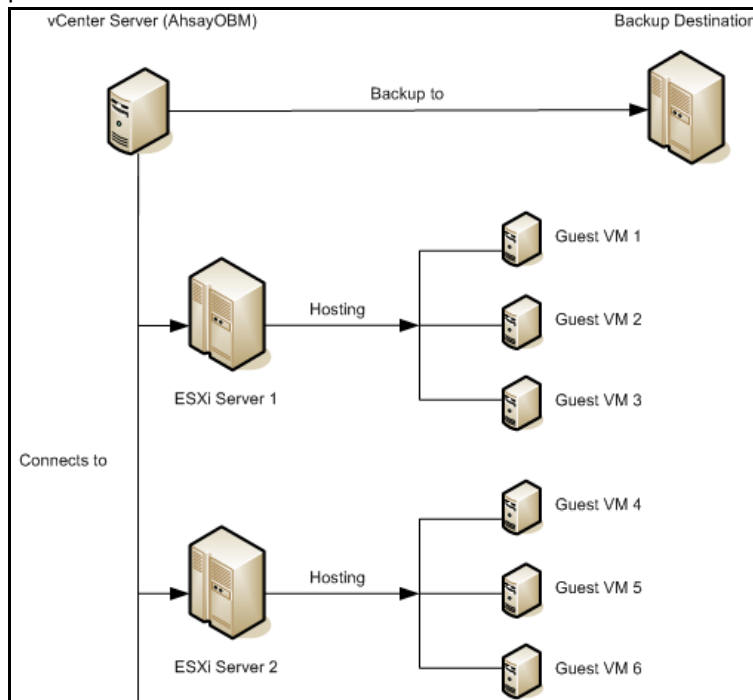 vCenter Server (AhsayOBM)
Backup Destination
Backup to
Guest VM 1
Hosting
Guest VM 2
ESXi Server 1
Guest VM 3
Connects to
Guest VM 4
Hosting
Guest VM 5
ESXi Server 2
Guest VM 6